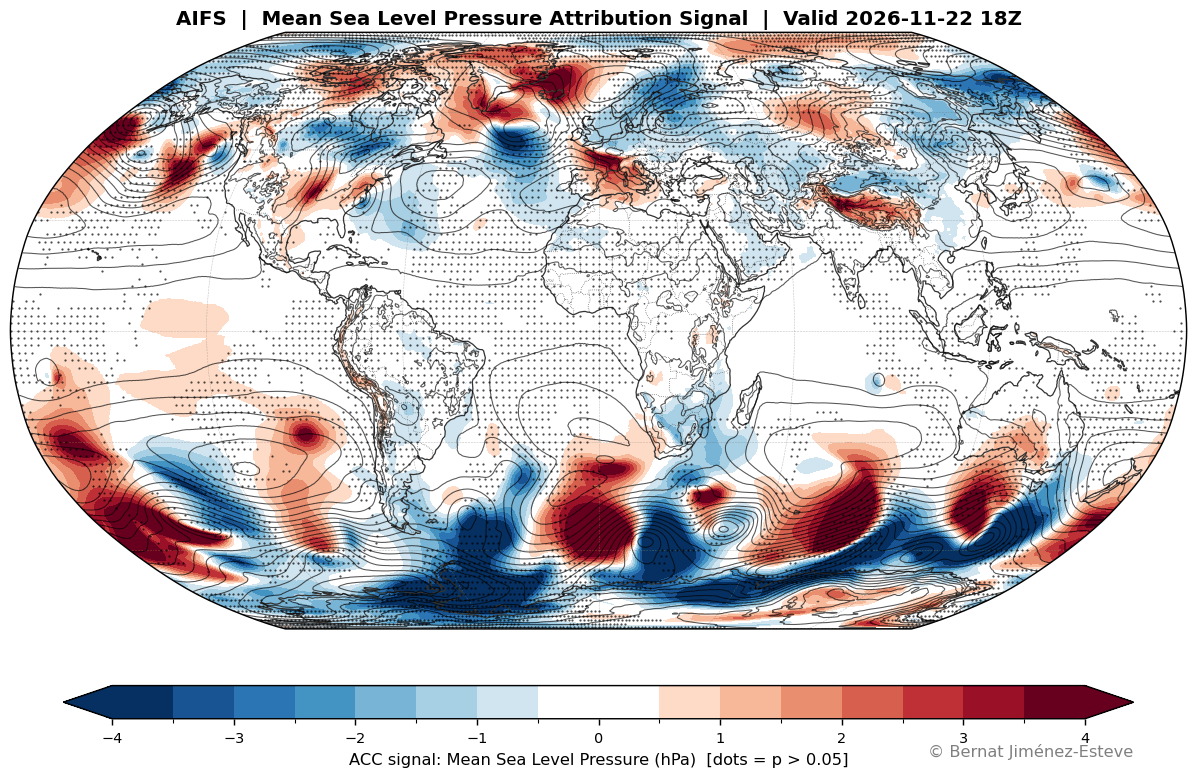 AIFS  |  Mean Sea Level Pressure Attribution Signal  |  Valid 2026-11-22 18Z
−4 −3 −2 −1 0 1 2 3 4
ACC signal: Mean Sea Level Pressure (hPa)  [dots = p > 0.05]
© Bernat Jiménez-Esteve